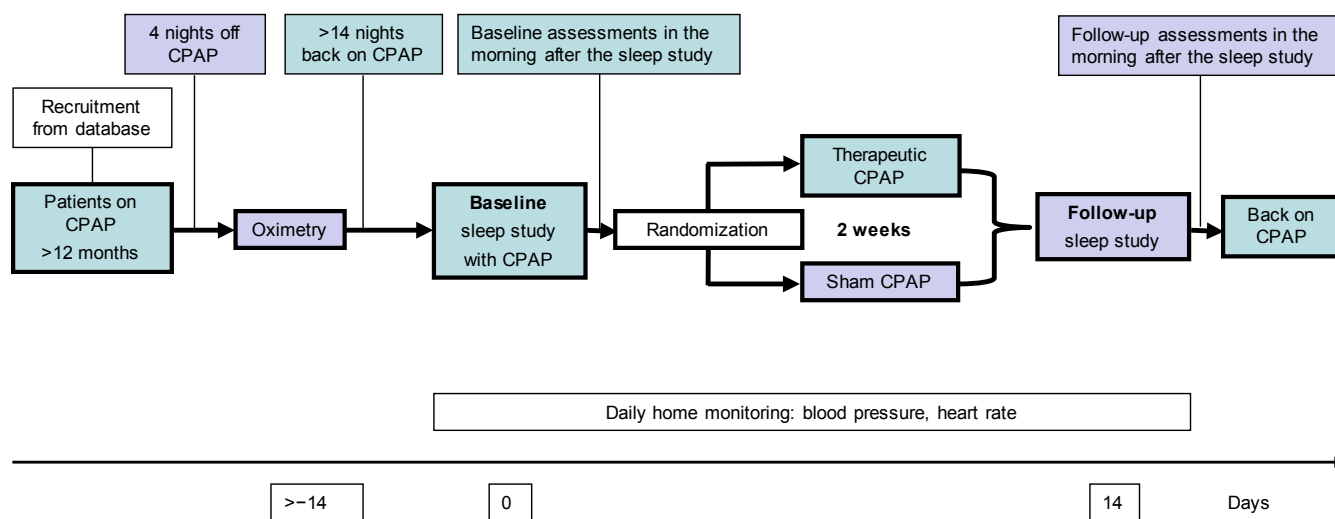 4 nights off
CPAP
>14 nights
back on CPAP
Baseline assessments in the
morning after the sleep study
Follow-up assessments in the
morning after the sleep study
Recruitment
from database
Patients on
CPAP
>12 months
Oximetry
Baseline
sleep study
with CPAP
Randomization
Therapeutic
CPAP
2 weeks
Sham CPAP
Follow-up
sleep study
Back on
CPAP
Daily home monitoring: blood pressure, heart rate
>−14
0
14
Days